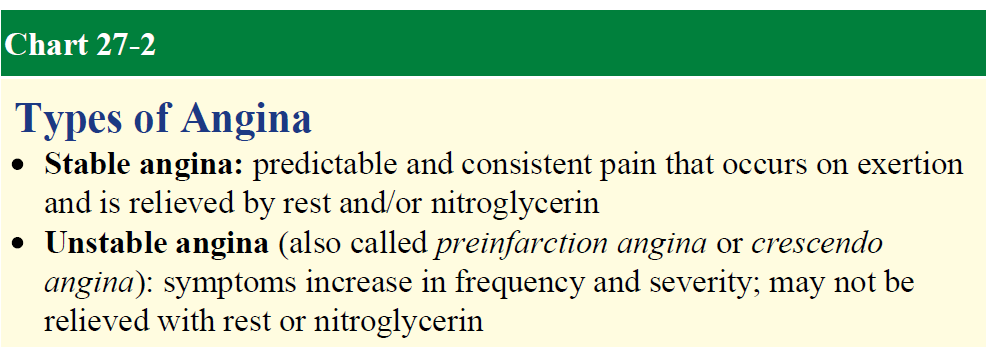 Chart 27-2
Types of Angina
• Stable angina: predictable and consistent pain that occurs on exertion
and is relieved by rest and/or nitroglycerin
• Unstable angina (also called preinfarction angina or crescendo
angina): symptoms increase in frequency and severity; may not be
relieved with rest or nitroglycerin